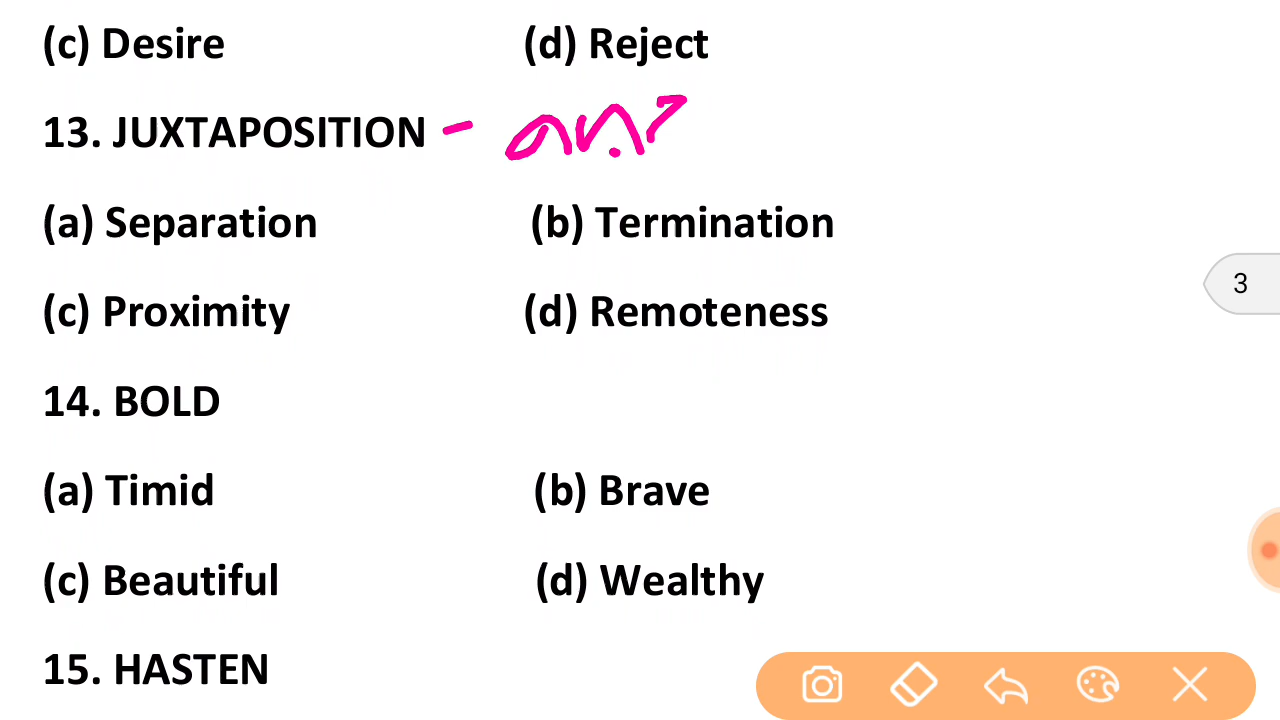 (c) Desire (d) Reject
13. JUXTAPOSITION -
(a) Separation (b) Termination
(c) Proximity (d) Remoteness
14. BOLD
(a) Timid (b) Brave
(c) Beautiful (d) Wealthy
15. HASTEN
3